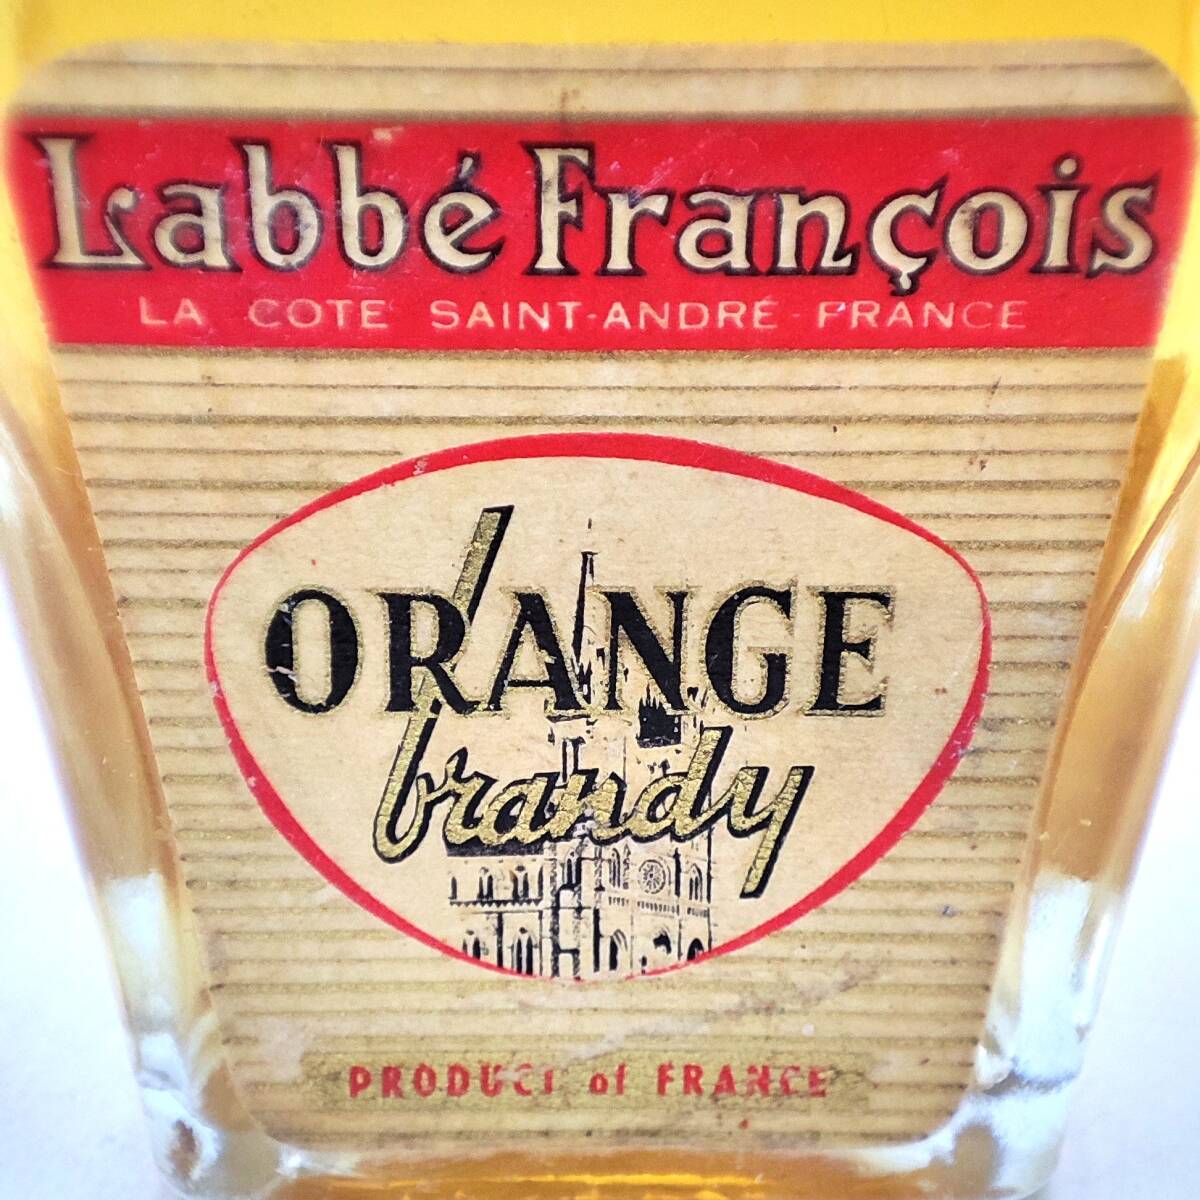 Labbé François
LA COTE SAINT-ANDRÉ - FRANCE
ORANGE
brandy
PRODUCT of FRANCE